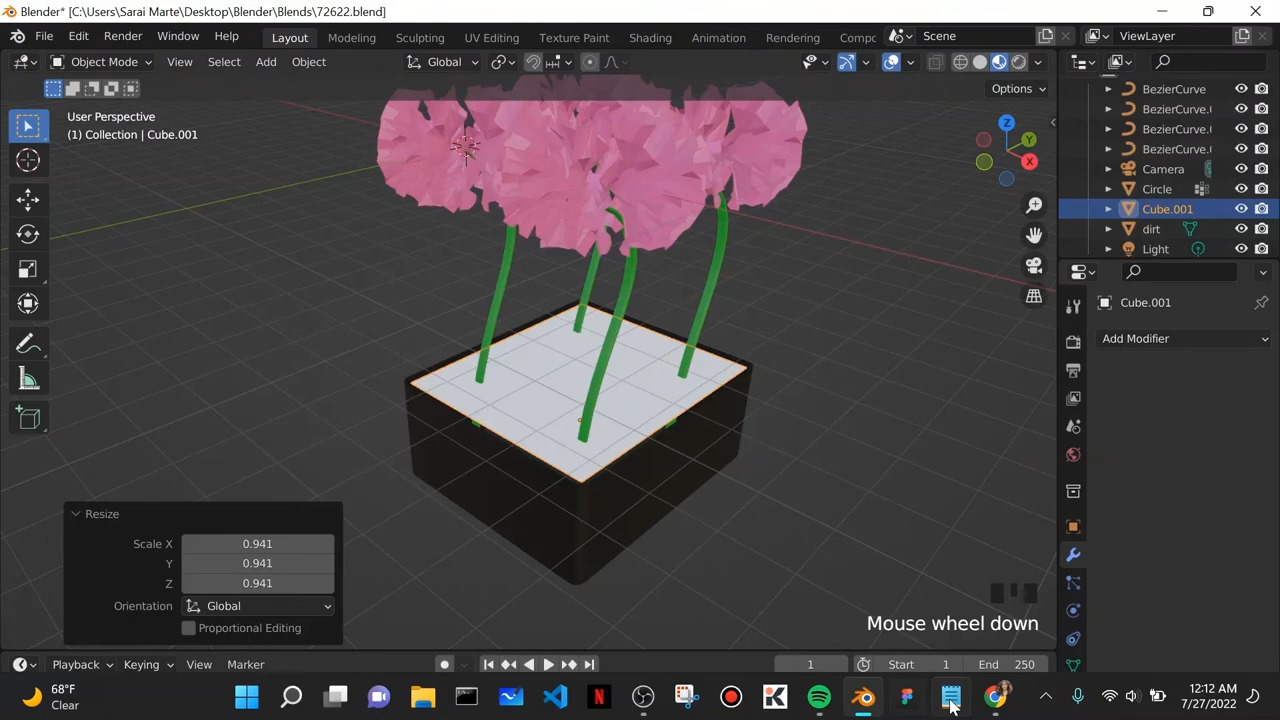 Blender* [C:\Users\Sarai Marte\Desktop\Blender\Blends\72622.blend]
File Edit Render Window Help Layout Modeling Sculpting UV Editing Texture Paint Shading Animation Rendering Compc Scene ViewLayer
Object Mode View Select Add Object Global
Options
User Perspective
(1) Collection | Cube.001
Z
Y
X
BezierCurve
BezierCurve.(
BezierCurve.(
BezierCurve.(
Camera
Circle
Cube.001
dirt
Light
Cube.001
Add Modifier
Resize
Scale X 0.941
Y 0.941
Z 0.941
Orientation Global
Proportional Editing
Mouse wheel down
Playback Keying View Marker 1 Start 1 End 250
68°F
Clear
12:12 AM
7/27/2022